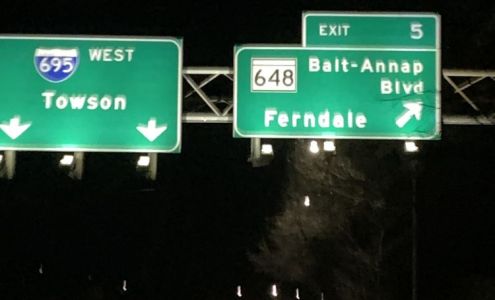 695 WEST
Towson
EXIT 5
648 Balt-Annap
Blvd
Ferndale